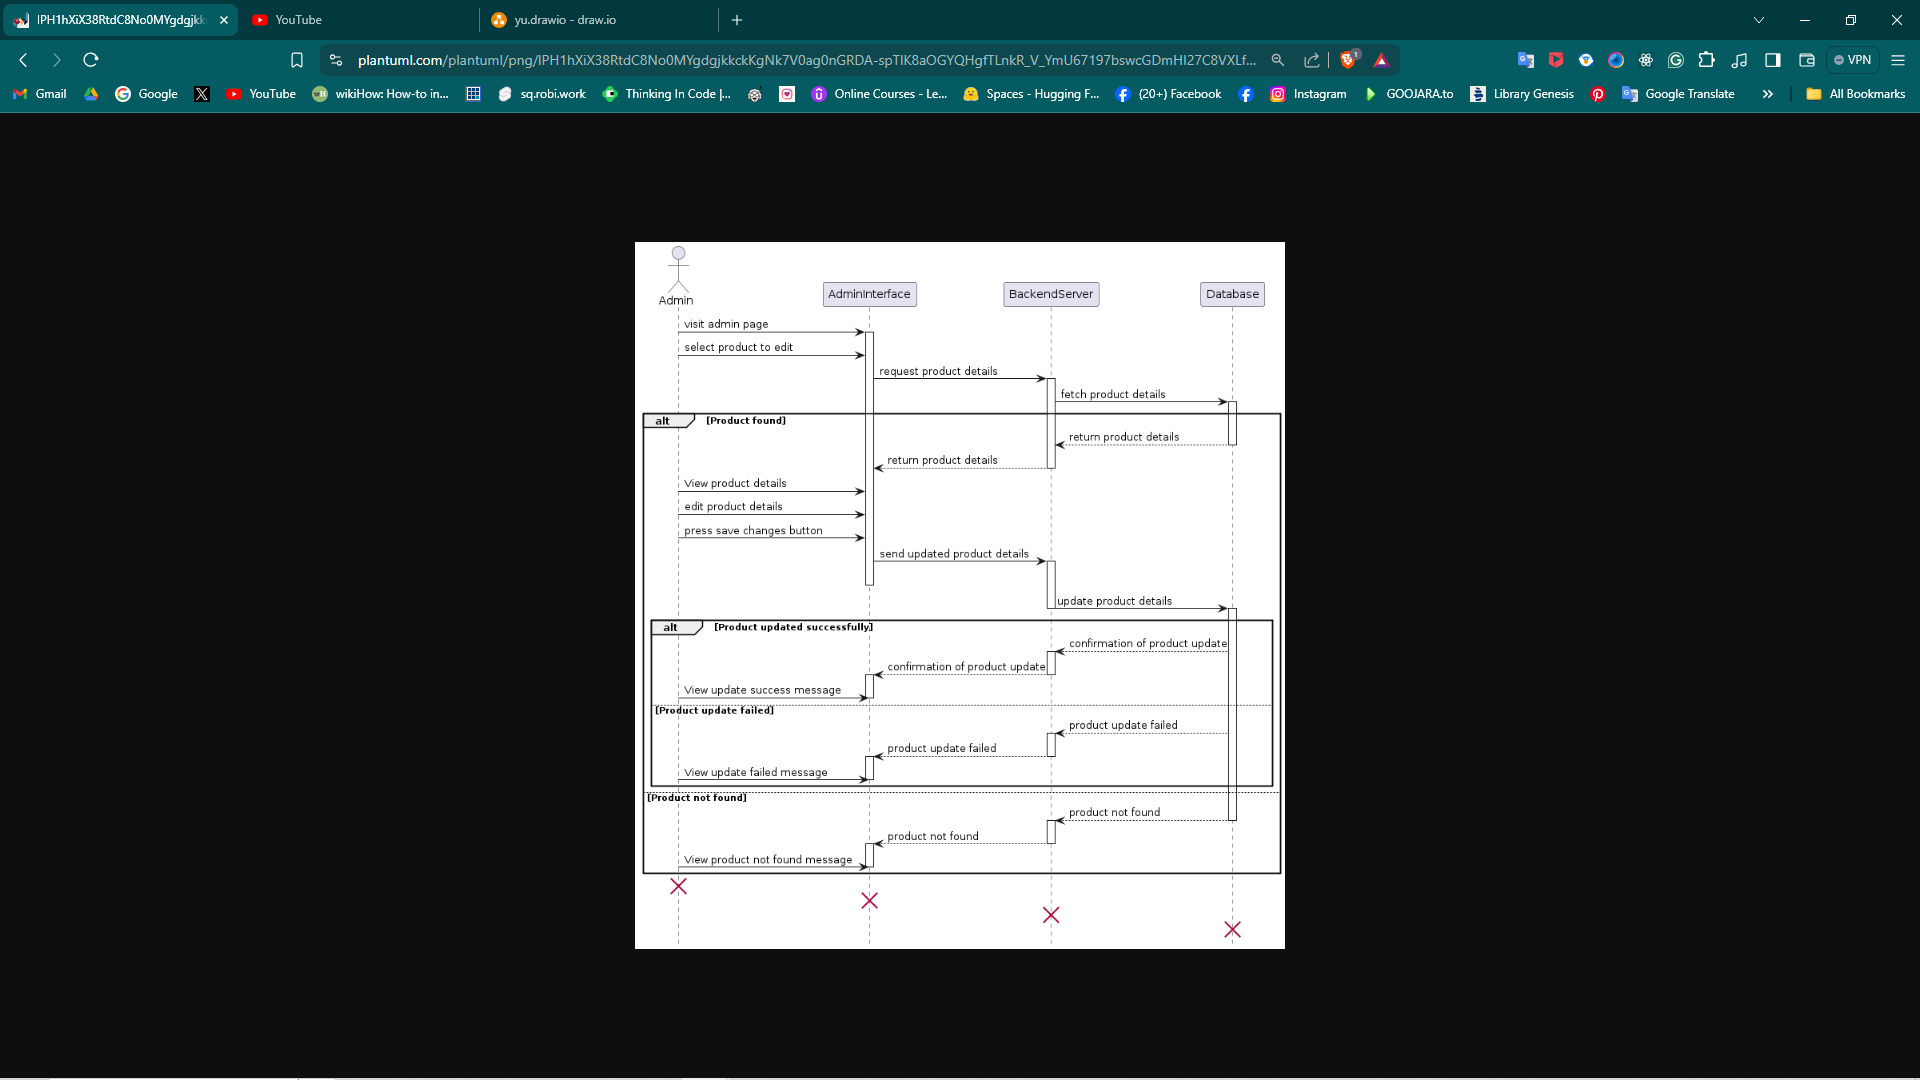 lPH1hXiX38RtdC8No0MYgdgjkk
YouTube
yu.drawio - draw.io
plantuml.com/plantuml/png/lPH1hXiX38RtdC8No0MYgdgjkkckKgNk7V0ag0nGRDA-spTlK8aOGYQHgfTLnkR_V_YmU67197bswcGDmHI27C8VXLf...
1
VPN
Gmail
Google
YouTube
wikiHow: How-to in...
sq.robi.work
Thinking In Code |...
Online Courses - Le...
Spaces - Hugging F...
(20+) Facebook
Instagram
GOOJARA.to
Library Genesis
Google Translate
All Bookmarks
Admin
AdminInterface
BackendServer
Database
visit admin page
select product to edit
request product details
fetch product details
alt
[Product found]
return product details
return product details
View product details
edit product details
press save changes button
send updated product details
update product details
alt
[Product updated successfully]
confirmation of product update
confirmation of product update
View update success message
[Product update failed]
product update failed
product update failed
View update failed message
[Product not found]
product not found
product not found
View product not found message